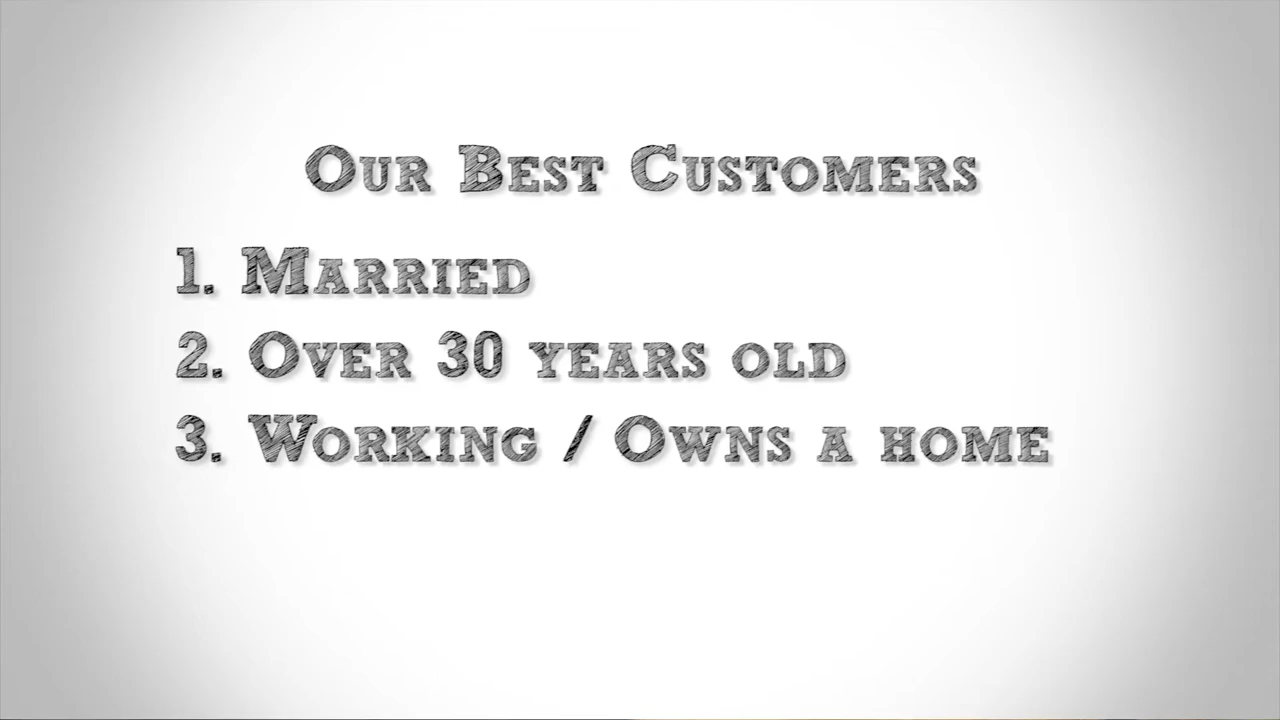 Our Best Customers
1. Married
2. Over 30 years old
3. Working / Owns a home